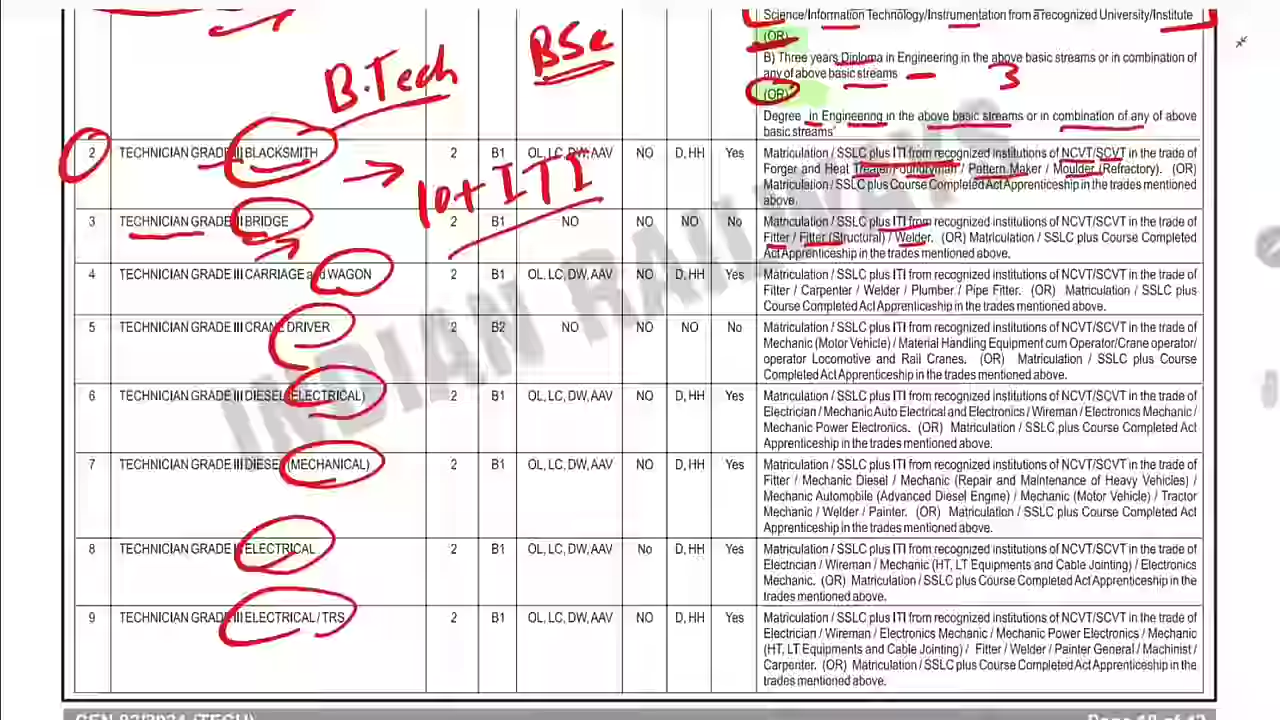 Science/Information Technology/Instrumentation from a recognized University/Institute
(OR)
B) Three years Diploma in Engineering in the above basic streams or in combination of
any of above basic streams
3
(OR)
Degree in Engineering in the above basic streams or in combination of any of above
basic streams"
B.Tech
BSc
2 TECHNICIAN GRADE III BLACKSMITH 2 B1 OL, LC, DW, AAV NO D, HH Yes
Matriculation / SSLC plus ITI from recognized institutions of NCVT/SCVT in the trade of
Forger and Heat Treater/Foundryman / Pattern Maker / Moulder (Refractory). (OR)
Matriculation / SSLC plus Course Completed Act Apprenticeship in the trades mentioned
above.
10+ITI
3 TECHNICIAN GRADE III BRIDGE 2 B1 NO NO NO No
Matriculation / SSLC plus ITI from recognized institutions of NCVT/SCVT in the trade of
Fitter / Fitter (Structural) / Welder. (OR) Matriculation / SSLC plus Course Completed
Act Apprenticeship in the trades mentioned above.
4 TECHNICIAN GRADE III CARRIAGE and WAGON 2 B1 OL, LC, DW, AAV NO D, HH Yes
Matriculation / SSLC plus ITI from recognized institutions of NCVT/SCVT in the trade of
Fitter / Carpenter / Welder / Plumber / Pipe Fitter. (OR) Matriculation / SSLC plus
Course Completed Act Apprenticeship in the trades mentioned above.
5 TECHNICIAN GRADE III CRANE DRIVER 2 B2 NO NO NO No
Matriculation / SSLC plus ITI from recognized institutions of NCVT/SCVT in the trade of
Mechanic (Motor Vehicle) / Material Handling Equipment cum Operator/Crane operator/
operator Locomotive and Rail Cranes. (OR) Matriculation / SSLC plus Course
Completed Act Apprenticeship in the trades mentioned above.
6 TECHNICIAN GRADE III DIESEL (ELECTRICAL) 2 B1 OL, LC, DW, AAV NO D, HH Yes
Matriculation / SSLC plus ITI from recognized institutions of NCVT/SCVT in the trade of
Electrician / Mechanic Auto Electrical and Electronics / Wireman / Electronics Mechanic /
Mechanic Power Electronics. (OR) Matriculation / SSLC plus Course Completed Act
Apprenticeship in the trades mentioned above.
7 TECHNICIAN GRADE III DIESEL (MECHANICAL) 2 B1 OL, LC, DW, AAV NO D, HH Yes
Matriculation / SSLC plus ITI from recognized institutions of NCVT/SCVT in the trade of
Fitter / Mechanic Diesel / Mechanic (Repair and Maintenance of Heavy Vehicles) /
Mechanic Automobile (Advanced Diesel Engine) / Mechanic (Motor Vehicle) / Tractor
Mechanic / Welder / Painter. (OR) Matriculation / SSLC plus Course Completed Act
Apprenticeship in the trades mentioned above.
8 TECHNICIAN GRADE III ELECTRICAL 2 B1 OL, LC, DW, AAV No D, HH Yes
Matriculation / SSLC plus ITI from recognized institutions of NCVT/SCVT in the trade of
Electrician / Wireman / Mechanic (HT, LT Equipments and Cable Jointing) / Electronics
Mechanic. (OR) Matriculation / SSLC plus Course Completed Act Apprenticeship in the
trades mentioned above.
9 TECHNICIAN GRADE III ELECTRICAL / TRS 2 B1 OL, LC, DW, AAV NO D, HH Yes
Matriculation / SSLC plus ITI from recognized institutions of NCVT/SCVT in the trade of
Electrician / Wireman / Electronics Mechanic / Mechanic Power Electronics / Mechanic
(HT, LT Equipments and Cable Jointing) / Fitter / Welder / Painter General / Machinist /
Carpenter. (OR) Matriculation / SSLC plus Course Completed Act Apprenticeship in the
trades mentioned above.
INDIAN RAILWAYS
CEN 02/2024 (TECH)